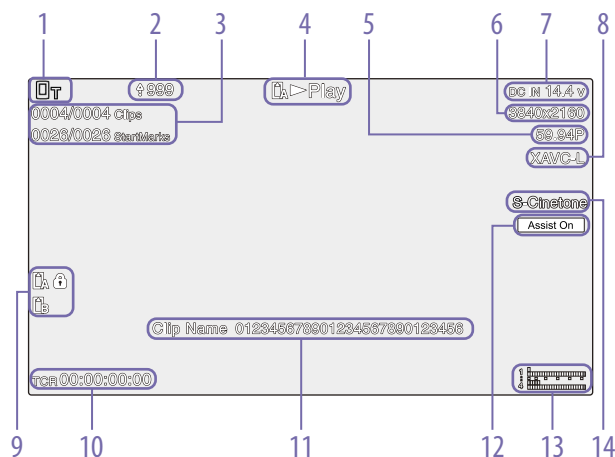 1 2 3 4 5 6 7 8
T 999 A Play DC IN 14.4 V
0004/0004 Clips 3840x2160
0026/0026 StartMarks 59.94P
XAVC-L
S-Cinetone
Assist On
A
B
Clip Name 012345678901234567890123456
TCR 00:00:00:00
9 10 11 12 13 14